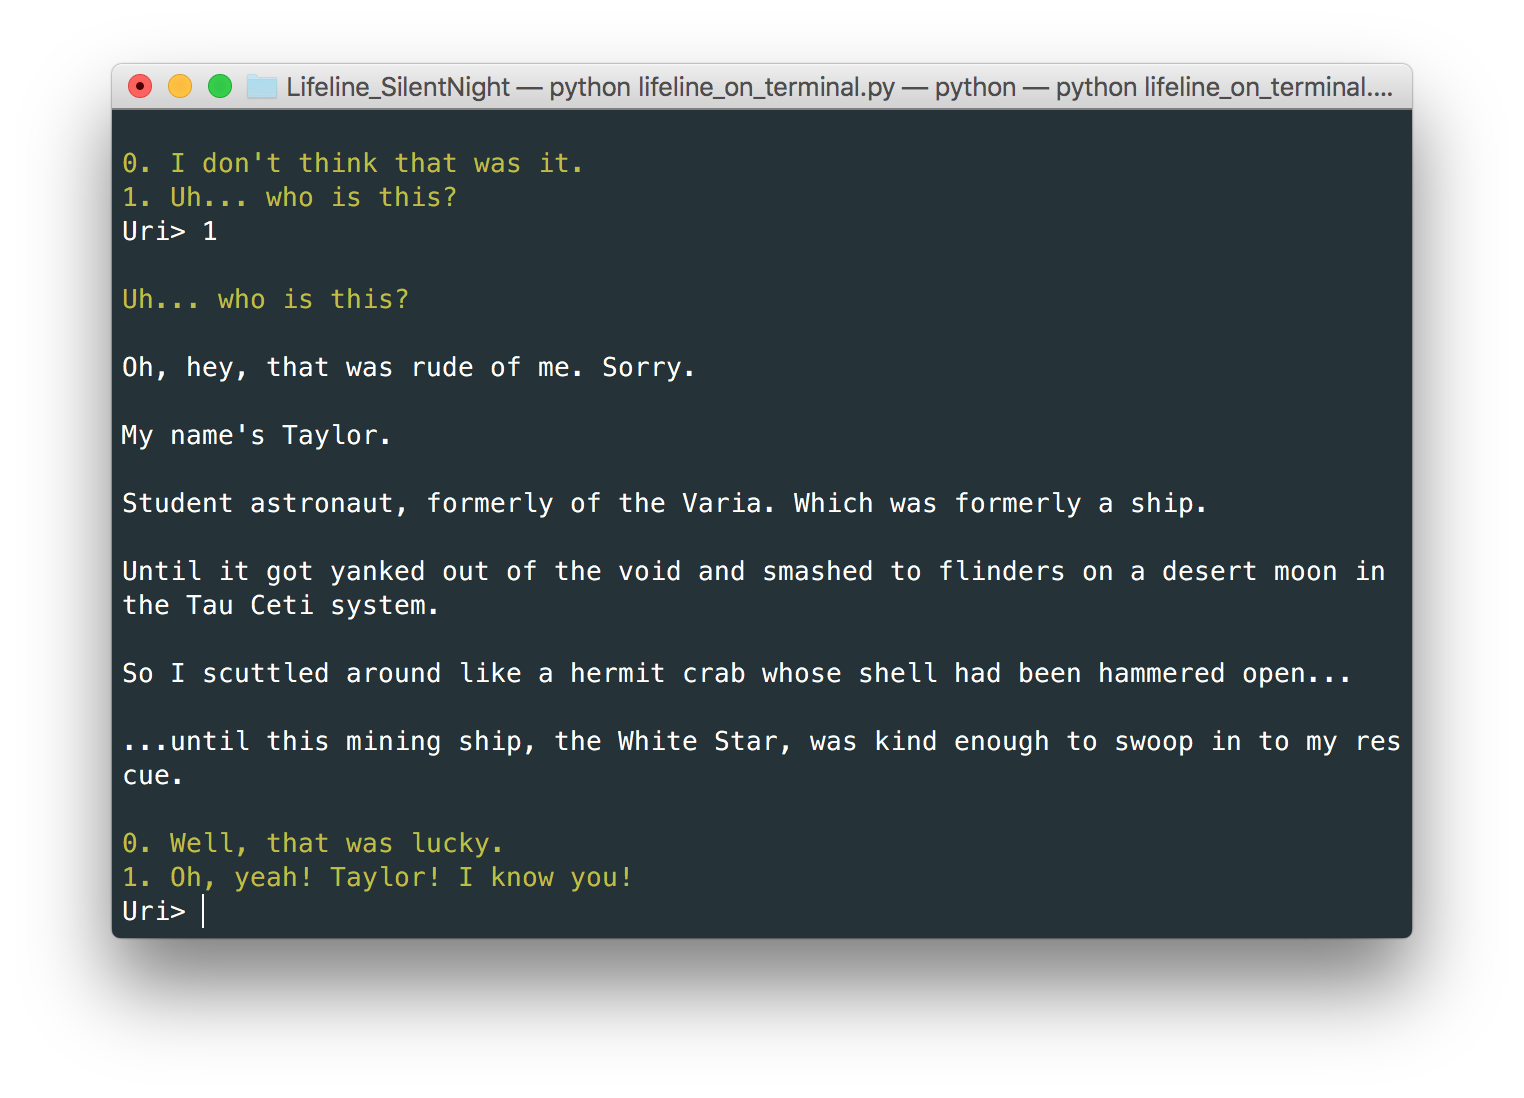 Lifeline_SilentNight — python lifeline_on_terminal.py — python — python lifeline_on_terminal....
0. I don't think that was it.
1. Uh... who is this?
Uri> 1
Uh... who is this?
Oh, hey, that was rude of me. Sorry.
My name's Taylor.
Student astronaut, formerly of the Varia. Which was formerly a ship.
Until it got yanked out of the void and smashed to flinders on a desert moon in
the Tau Ceti system.
So I scuttled around like a hermit crab whose shell had been hammered open...
...until this mining ship, the White Star, was kind enough to swoop in to my res
cue.
0. Well, that was lucky.
1. Oh, yeah! Taylor! I know you!
Uri>